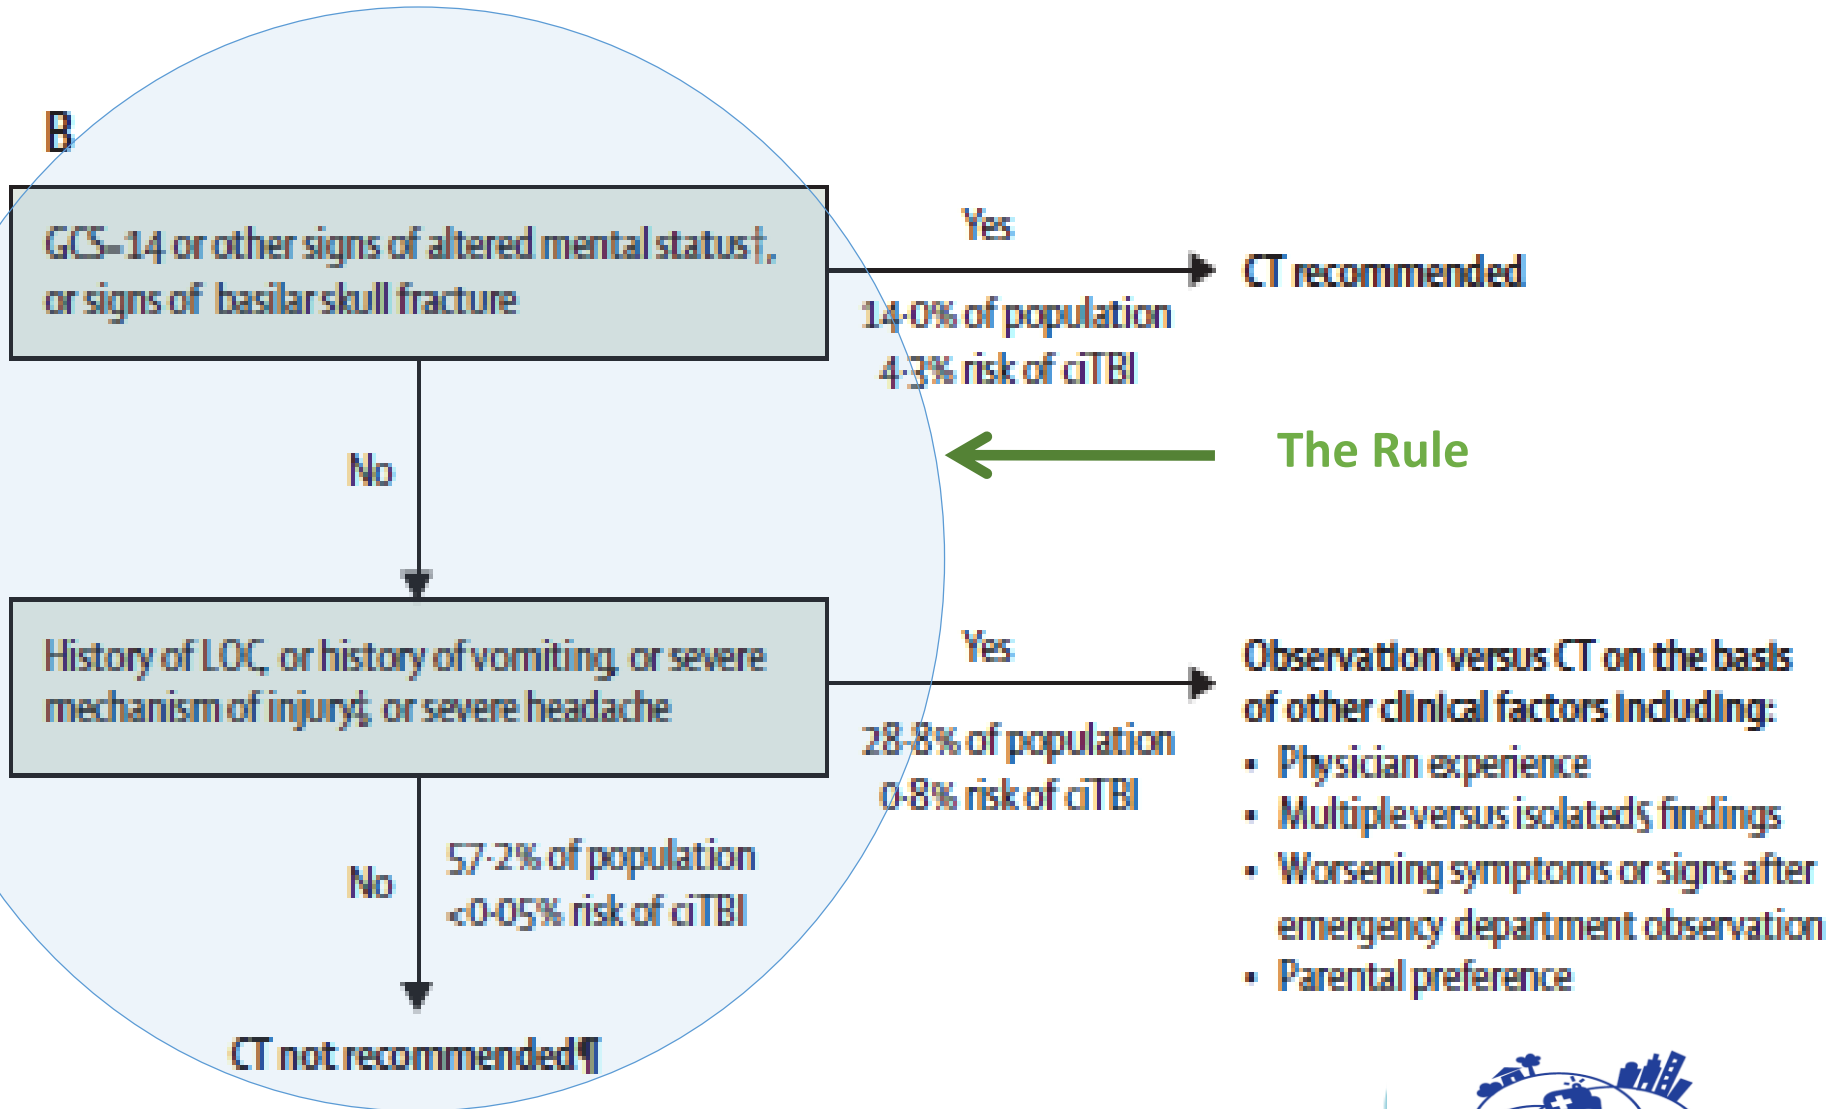 B
GCS=14 or other signs of altered mental status†,
or signs of basilar skull fracture
Yes
CT recommended
14·0% of population
4·3% risk of ciTBI
The Rule
No
History of LOC, or history of vomiting, or severe
mechanism of injury‡, or severe headache
Yes
Observation versus CT on the basis
of other clinical factors including:
28·8% of population
0·8% risk of ciTBI
• Physician experience
• Multiple versus isolated§ findings
• Worsening symptoms or signs after
emergency department observation
• Parental preference
No
57·2% of population
<0·05% risk of ciTBI
CT not recommended¶